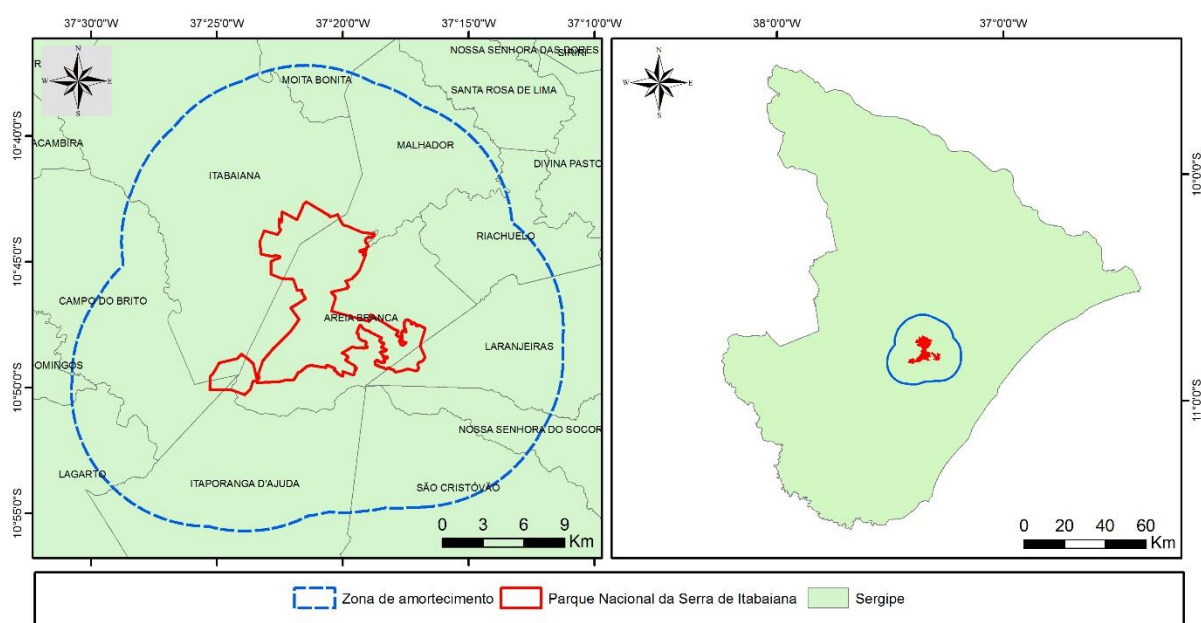 37°30'0"W 37°25'0"W 37°20'0"W 37°15'0"W 37°10'0"W
38°0'0"W 37°0'0"W
N
W E
S
N
W E
S
NOSSA SENHORA DAS DORES
SIRIRI
MOITA BONITA
SANTA ROSA DE LIMA
10°40'0"S
ACAMBIRA
MALHADOR
DIVINA PASTO
ITABAIANA
10°0'0"S
RIACHUELO
10°45'0"S
CAMPO DO BRITO
AREIA BRANCA
LARANJEIRAS
OMINGOS
10°50'0"S
11°0'0"S
NOSSA SENHORA DO SOCOR
LAGARTO
ITAPORANGA D'AJUDA
SÃO CRISTÓVÃO
10°55'0"S
0 3 6 9
Km
0 20 40 60
Km
Zona de amortecimento Parque Nacional da Serra de Itabaiana Sergipe